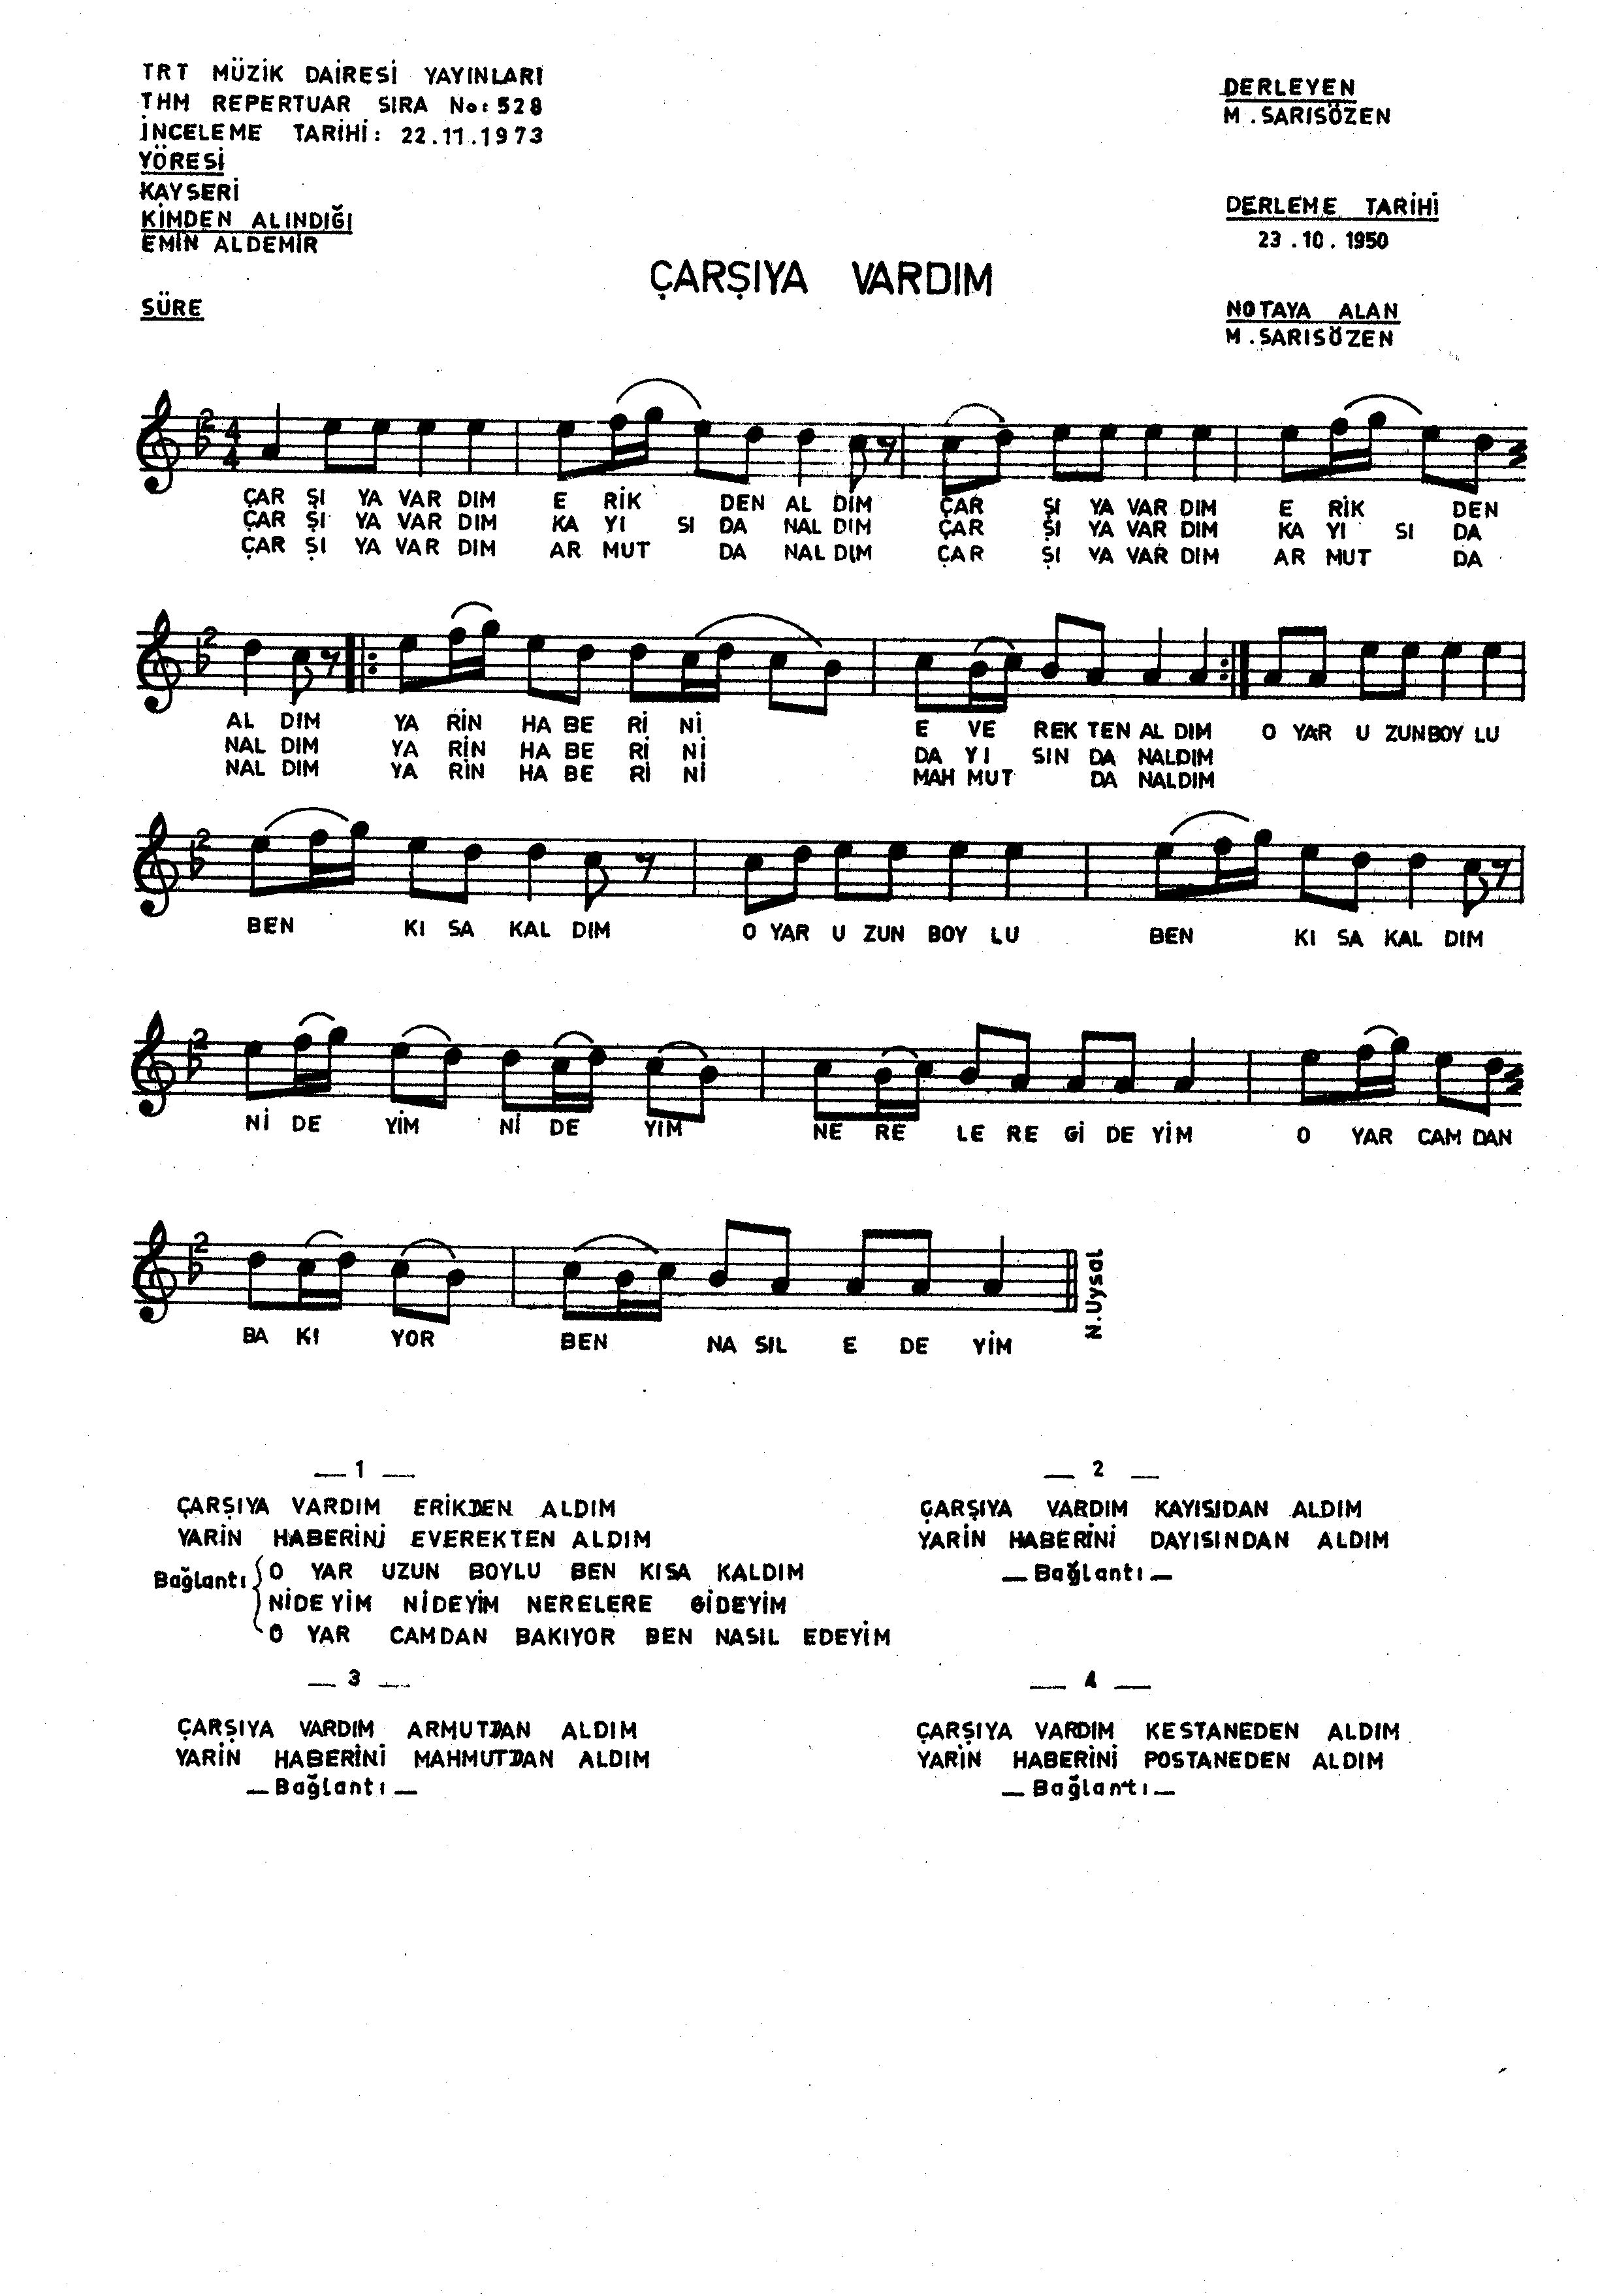 TRT MÜZİK DAİRESİ YAYINLARI
THM REPERTUAR SIRA No: 528
İNCELEME TARİHİ: 22.11.1973
YÖRESİ
KAYSERİ
KİMDEN ALINDIĞI
EMİN ALDEMİR
SÜRE
DERLEYEN
M. SARISÖZEN
DERLEME TARİHİ
23.10.1950
NOTAYA ALAN
M. SARISÖZEN
ÇARŞIYA VARDIM
2 4 4
ÇAR ŞI YA VAR DIM E RİK DEN AL DIM ÇAR ŞI YA VAR DIM E RİK DEN
ÇAR ŞI YA VAR DIM KA YI SI DA NAL DIM ÇAR ŞI YA VAR DIM KA YI SI DA
ÇAR ŞI YA VAR DIM AR MUT DA NAL DIM ÇAR ŞI YA VAR DIM AR MUT DA
2
AL DIM YA RİN HA BE Rİ Nİ E VE REK TEN AL DIM O YAR U ZUN BOY LU
NAL DIM YA RİN HA BE Rİ Nİ DA YI SIN DA NALDIM
NAL DIM YA RİN HA BE Rİ Nİ MAH MUT DA NALDIM
2
BEN KI SA KAL DIM O YAR U ZUN BOY LU BEN KI SA KAL DIM
2
Nİ DE YİM Nİ DE YİM NE RE LE RE Gİ DE YİM O YAR CAM DAN
2
BA KI YOR BEN NA SIL E DE YİM
N. Uysal
— 1 —
ÇARŞIYA VARDIM ERİKDEN ALDIM
YARİN HABERİNİ EVEREKTEN ALDIM
Bağlantı
O YAR UZUN BOYLU BEN KISA KALDIM
NİDEYİM NİDEYİM NERELERE GİDEYİM
O YAR CAMDAN BAKIYOR BEN NASIL EDEYİM
— 2 —
ÇARŞIYA VARDIM KAYISIDAN ALDIM
YARİN HABERİNİ DAYISINDAN ALDIM
— Bağlantı —
— 3 —
ÇARŞIYA VARDIM ARMUTDAN ALDIM
YARİN HABERİNİ MAHMUTDAN ALDIM
— Bağlantı —
— 4 —
ÇARŞIYA VARDIM KESTANEDEN ALDIM
YARİN HABERİNİ POSTANEDEN ALDIM
— Bağlantı —